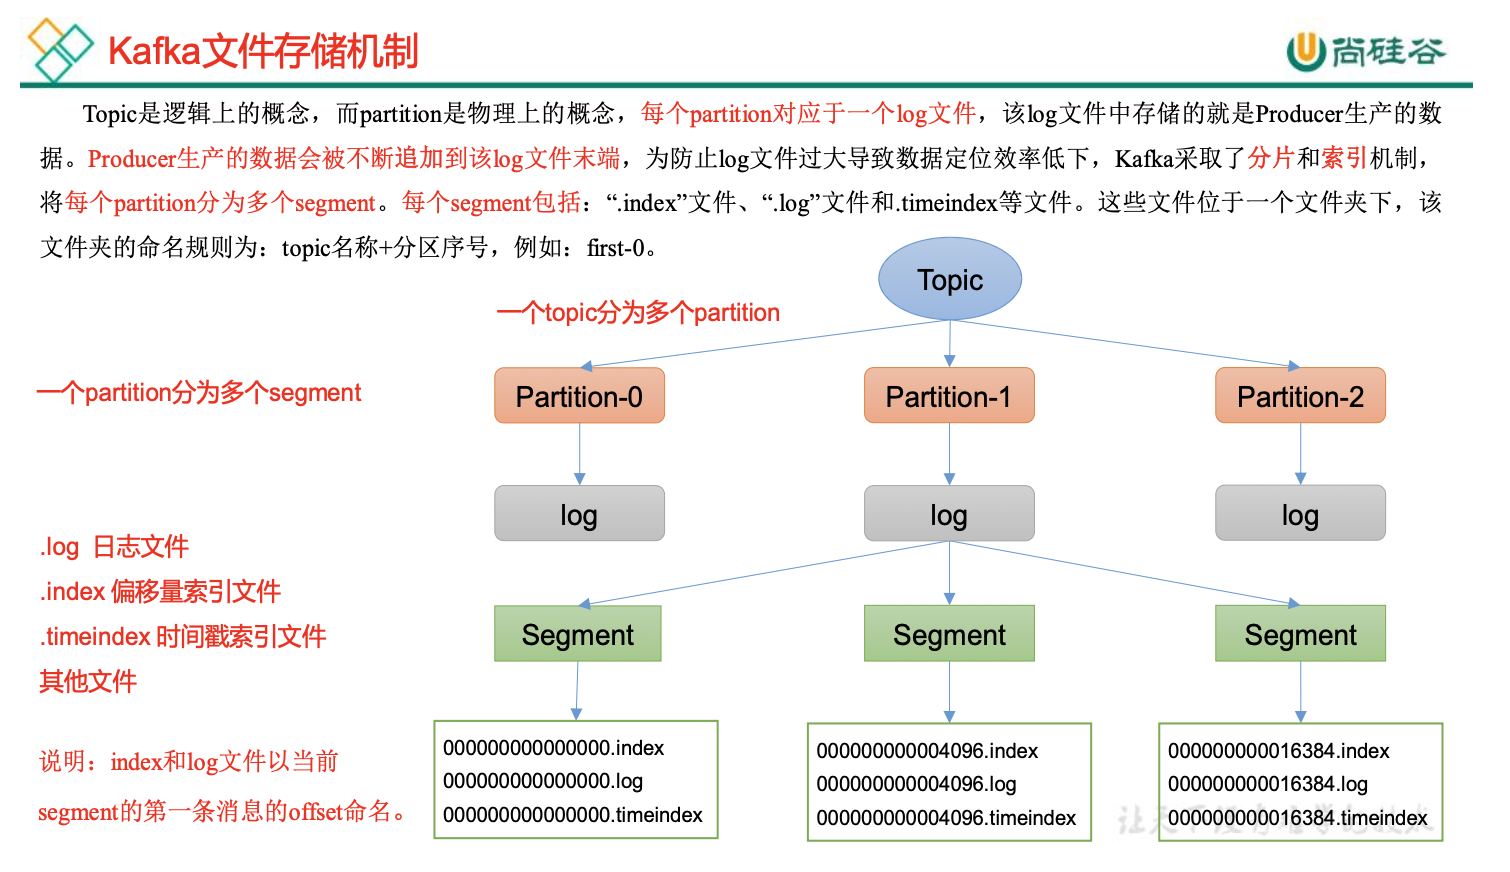 Kafka文件存储机制
尚硅谷
Topic是逻辑上的概念，而partition是物理上的概念，每个partition对应于一个log文件，该log文件中存储的就是Producer生产的数
据。Producer生产的数据会被不断追加到该log文件末端，为防止log文件过大导致数据定位效率低下，Kafka采取了分片和索引机制，
将每个partition分为多个segment。每个segment包括：“.index”文件、“.log”文件和.timeindex等文件。这些文件位于一个文件夹下，该
文件夹的命名规则为：topic名称+分区序号，例如：first-0。
Topic
一个topic分为多个partition
一个partition分为多个segment
Partition-0
Partition-1
Partition-2
log
log
log
.log 日志文件
.index 偏移量索引文件
.timeindex 时间戳索引文件
其他文件
Segment
Segment
Segment
说明：index和log文件以当前
segment的第一条消息的offset命名。
000000000000000.index
000000000000000.log
000000000000000.timeindex
000000000004096.index
000000000004096.log
000000000004096.timeindex
000000000016384.index
000000000016384.log
000000000016384.timeindex
让天下没有难学的技术